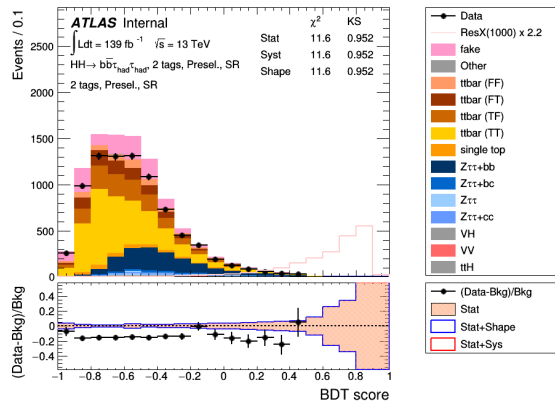 ATLAS Internal
∫Ldt = 139 fb⁻¹ √s = 13 TeV
HH→ bb̅τhadτhad, 2 tags, Presel., SR
2 tags, Presel., SR
χ² KS
Stat 11.6 0.952
Syst 11.6 0.952
Shape 11.6 0.952
Events / 0.1
2500
2000
1500
1000
500
0
Data
ResX(1000) x 2.2
fake
Other
ttbar (FF)
ttbar (FT)
ttbar (TF)
ttbar (TT)
single top
Zττ+bb
Zττ+bc
Zττ
Zττ+cc
VH
VV
ttH
(Data-Bkg)/Bkg
0.4
0.2
0
−0.2
−0.4
−1 −0.8 −0.6 −0.4 −0.2 0 0.2 0.4 0.6 0.8 1
BDT score
(Data-Bkg)/Bkg
Stat
Stat+Shape
Stat+Sys